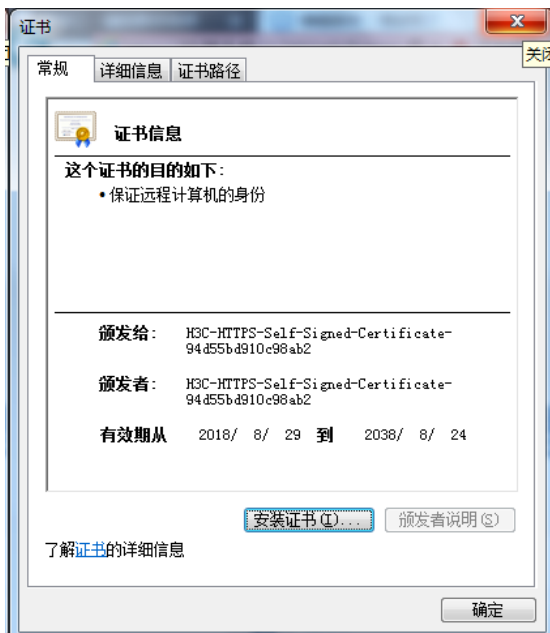 证书
关闭
常规 详细信息 证书路径
证书信息
这个证书的目的如下:
•保证远程计算机的身份
颁发给: H3C-HTTPS-Self-Signed-Certificate-
94d55bd910c98ab2
颁发者: H3C-HTTPS-Self-Signed-Certificate-
94d55bd910c98ab2
有效期从 2018/ 8/ 29 到 2038/ 8/ 24
安装证书(I)... 颁发者说明(S)
了解证书的详细信息
确定